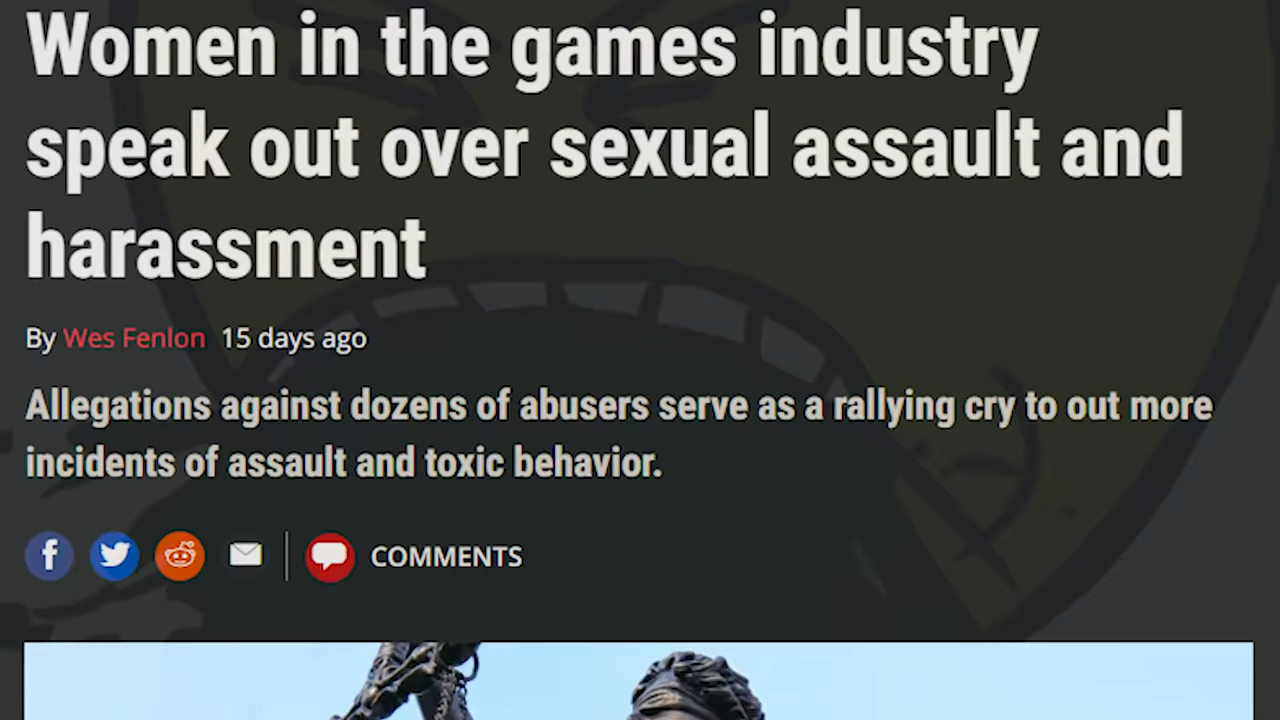 Women in the games industry
speak out over sexual assault and
harassment
By Wes Fenlon 15 days ago
Allegations against dozens of abusers serve as a rallying cry to out more
incidents of assault and toxic behavior.
COMMENTS